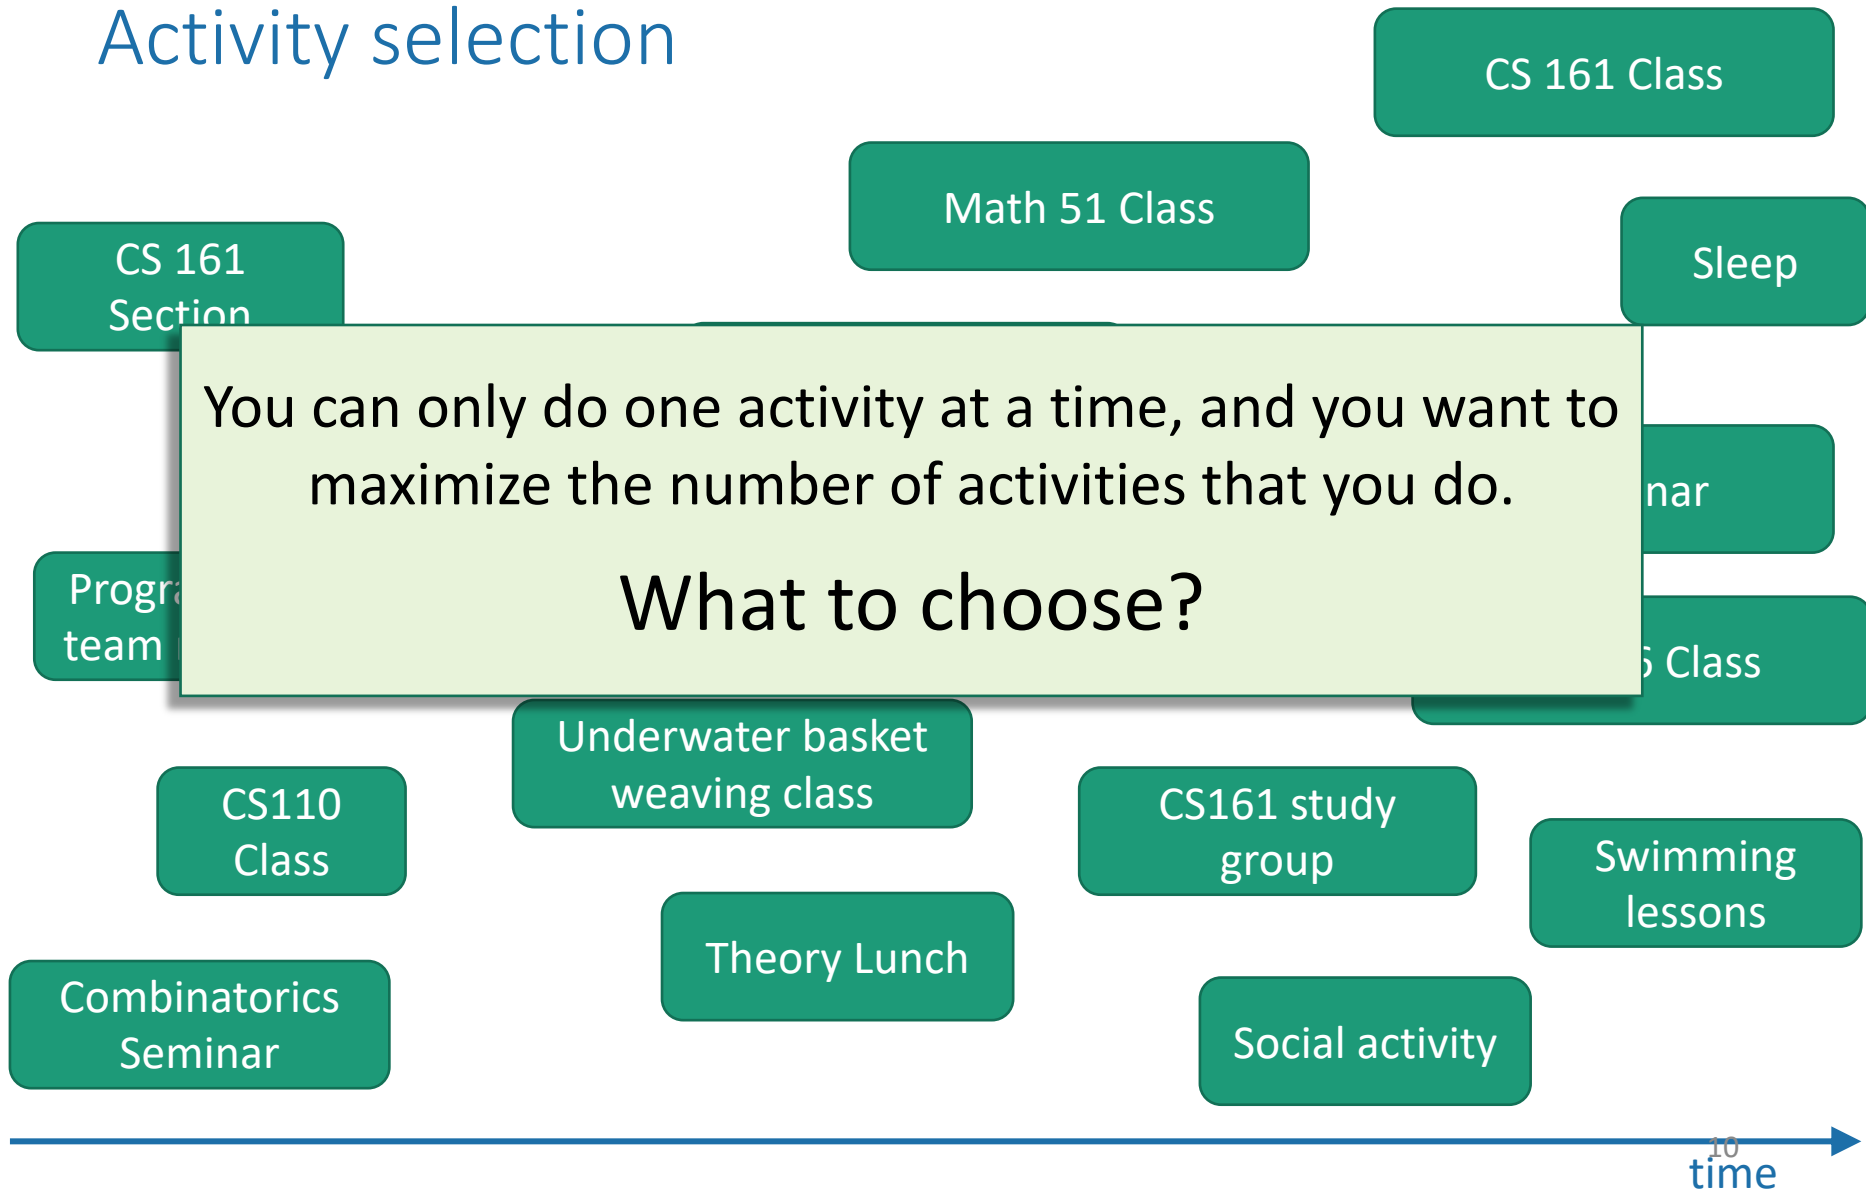 Activity selection
CS 161 Class
Math 51 Class
CS 161
Section
Sleep
You can only do one activity at a time, and you want to
maximize the number of activities that you do.
What to choose?
nar
team
Class
Underwater basket
weaving class
CS110
Class
CS161 study
group
Swimming
lessons
Theory Lunch
Combinatorics
Seminar
Social activity
10
time